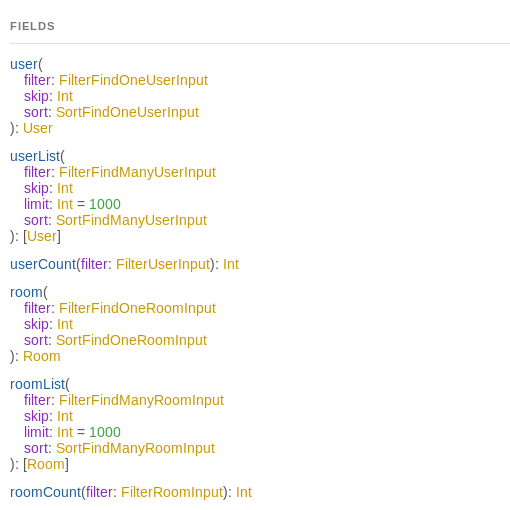 FIELDS
user(
filter: FilterFindOneUserInput
skip: Int
sort: SortFindOneUserInput
): User
userList(
filter: FilterFindManyUserInput
skip: Int
limit: Int = 1000
sort: SortFindManyUserInput
): [User]
userCount(filter: FilterUserInput): Int
room(
filter: FilterFindOneRoomInput
skip: Int
sort: SortFindOneRoomInput
): Room
roomList(
filter: FilterFindManyRoomInput
skip: Int
limit: Int = 1000
sort: SortFindManyRoomInput
): [Room]
roomCount(filter: FilterRoomInput): Int